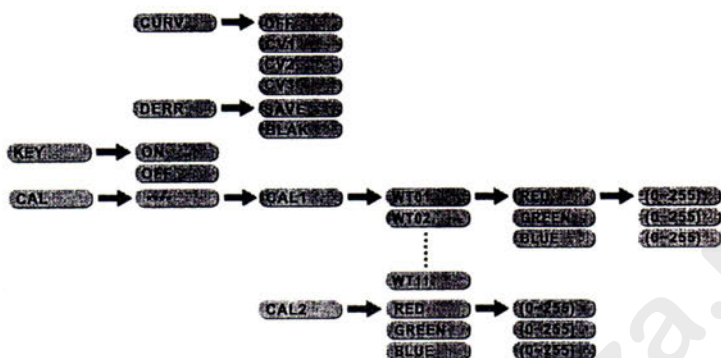 CURV OFF
CV1
CV2
CV3
DERR SAVE
BLAK
KEY ON
OFF
CAL CAL1 WT01 RED (0~255)
WT02 GREEN (0~255)
BLUE (0~255)
WT11
CAL2 RED (0~255)
GREEN (0~255)
BLUE (0~255)